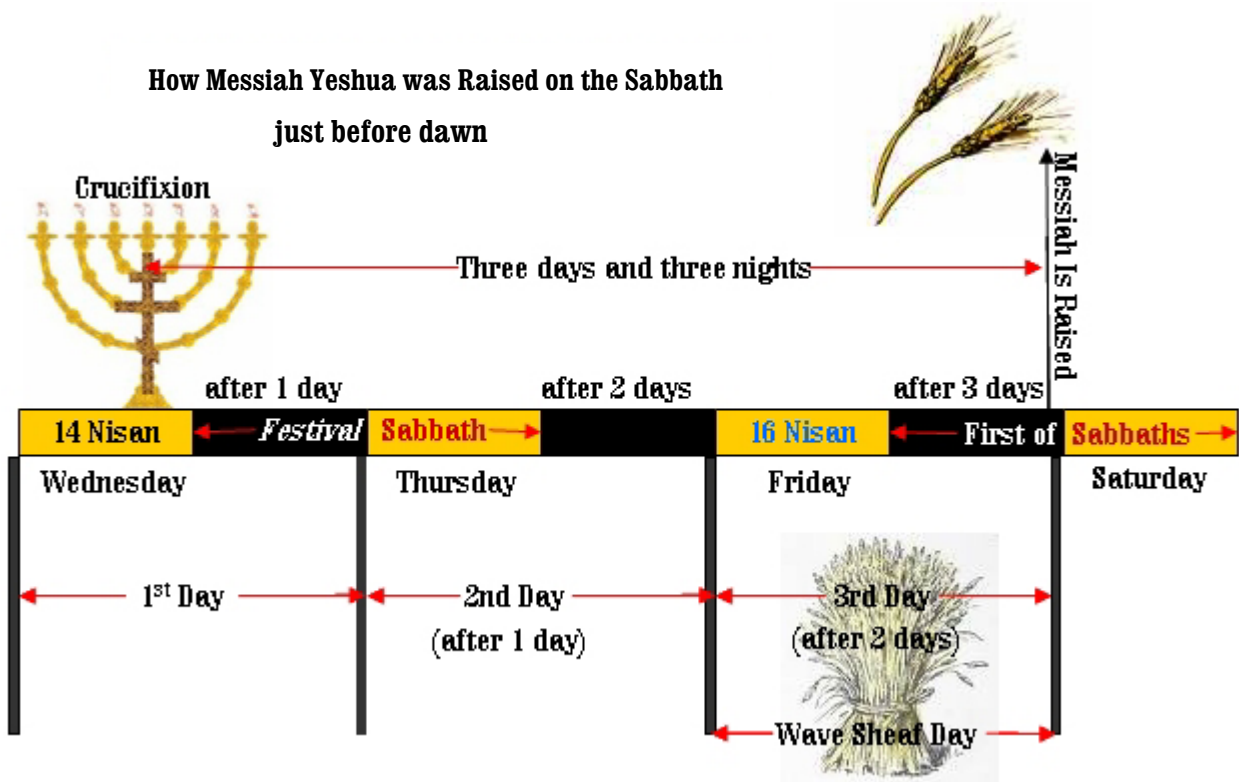 How Messiah Yeshua was Raised on the Sabbath
just before dawn
Crucifixion
Three days and three nights
Messiah Is Raised
after 1 day
after 2 days
after 3 days
14 Nisan
Festival Sabbath
16 Nisan
First of Sabbaths
Wednesday
Thursday
Friday
Saturday
1st Day
2nd Day
(after 1 day)
3rd Day
(after 2 days)
Wave Sheaf Day